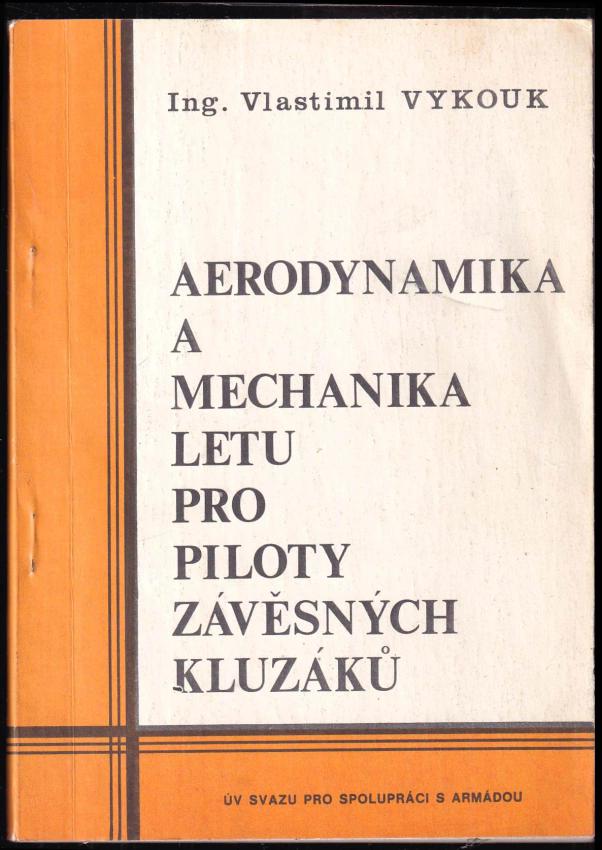 Ing. Vlastimil VYKOUK
AERODYNAMIKA
A
MECHANIKA
LETU
PRO
PILOTY
ZÁVĚSNÝCH
KLUZÁKŮ
ÚV SVAZU PRO SPOLUPRÁCI S ARMÁDOU